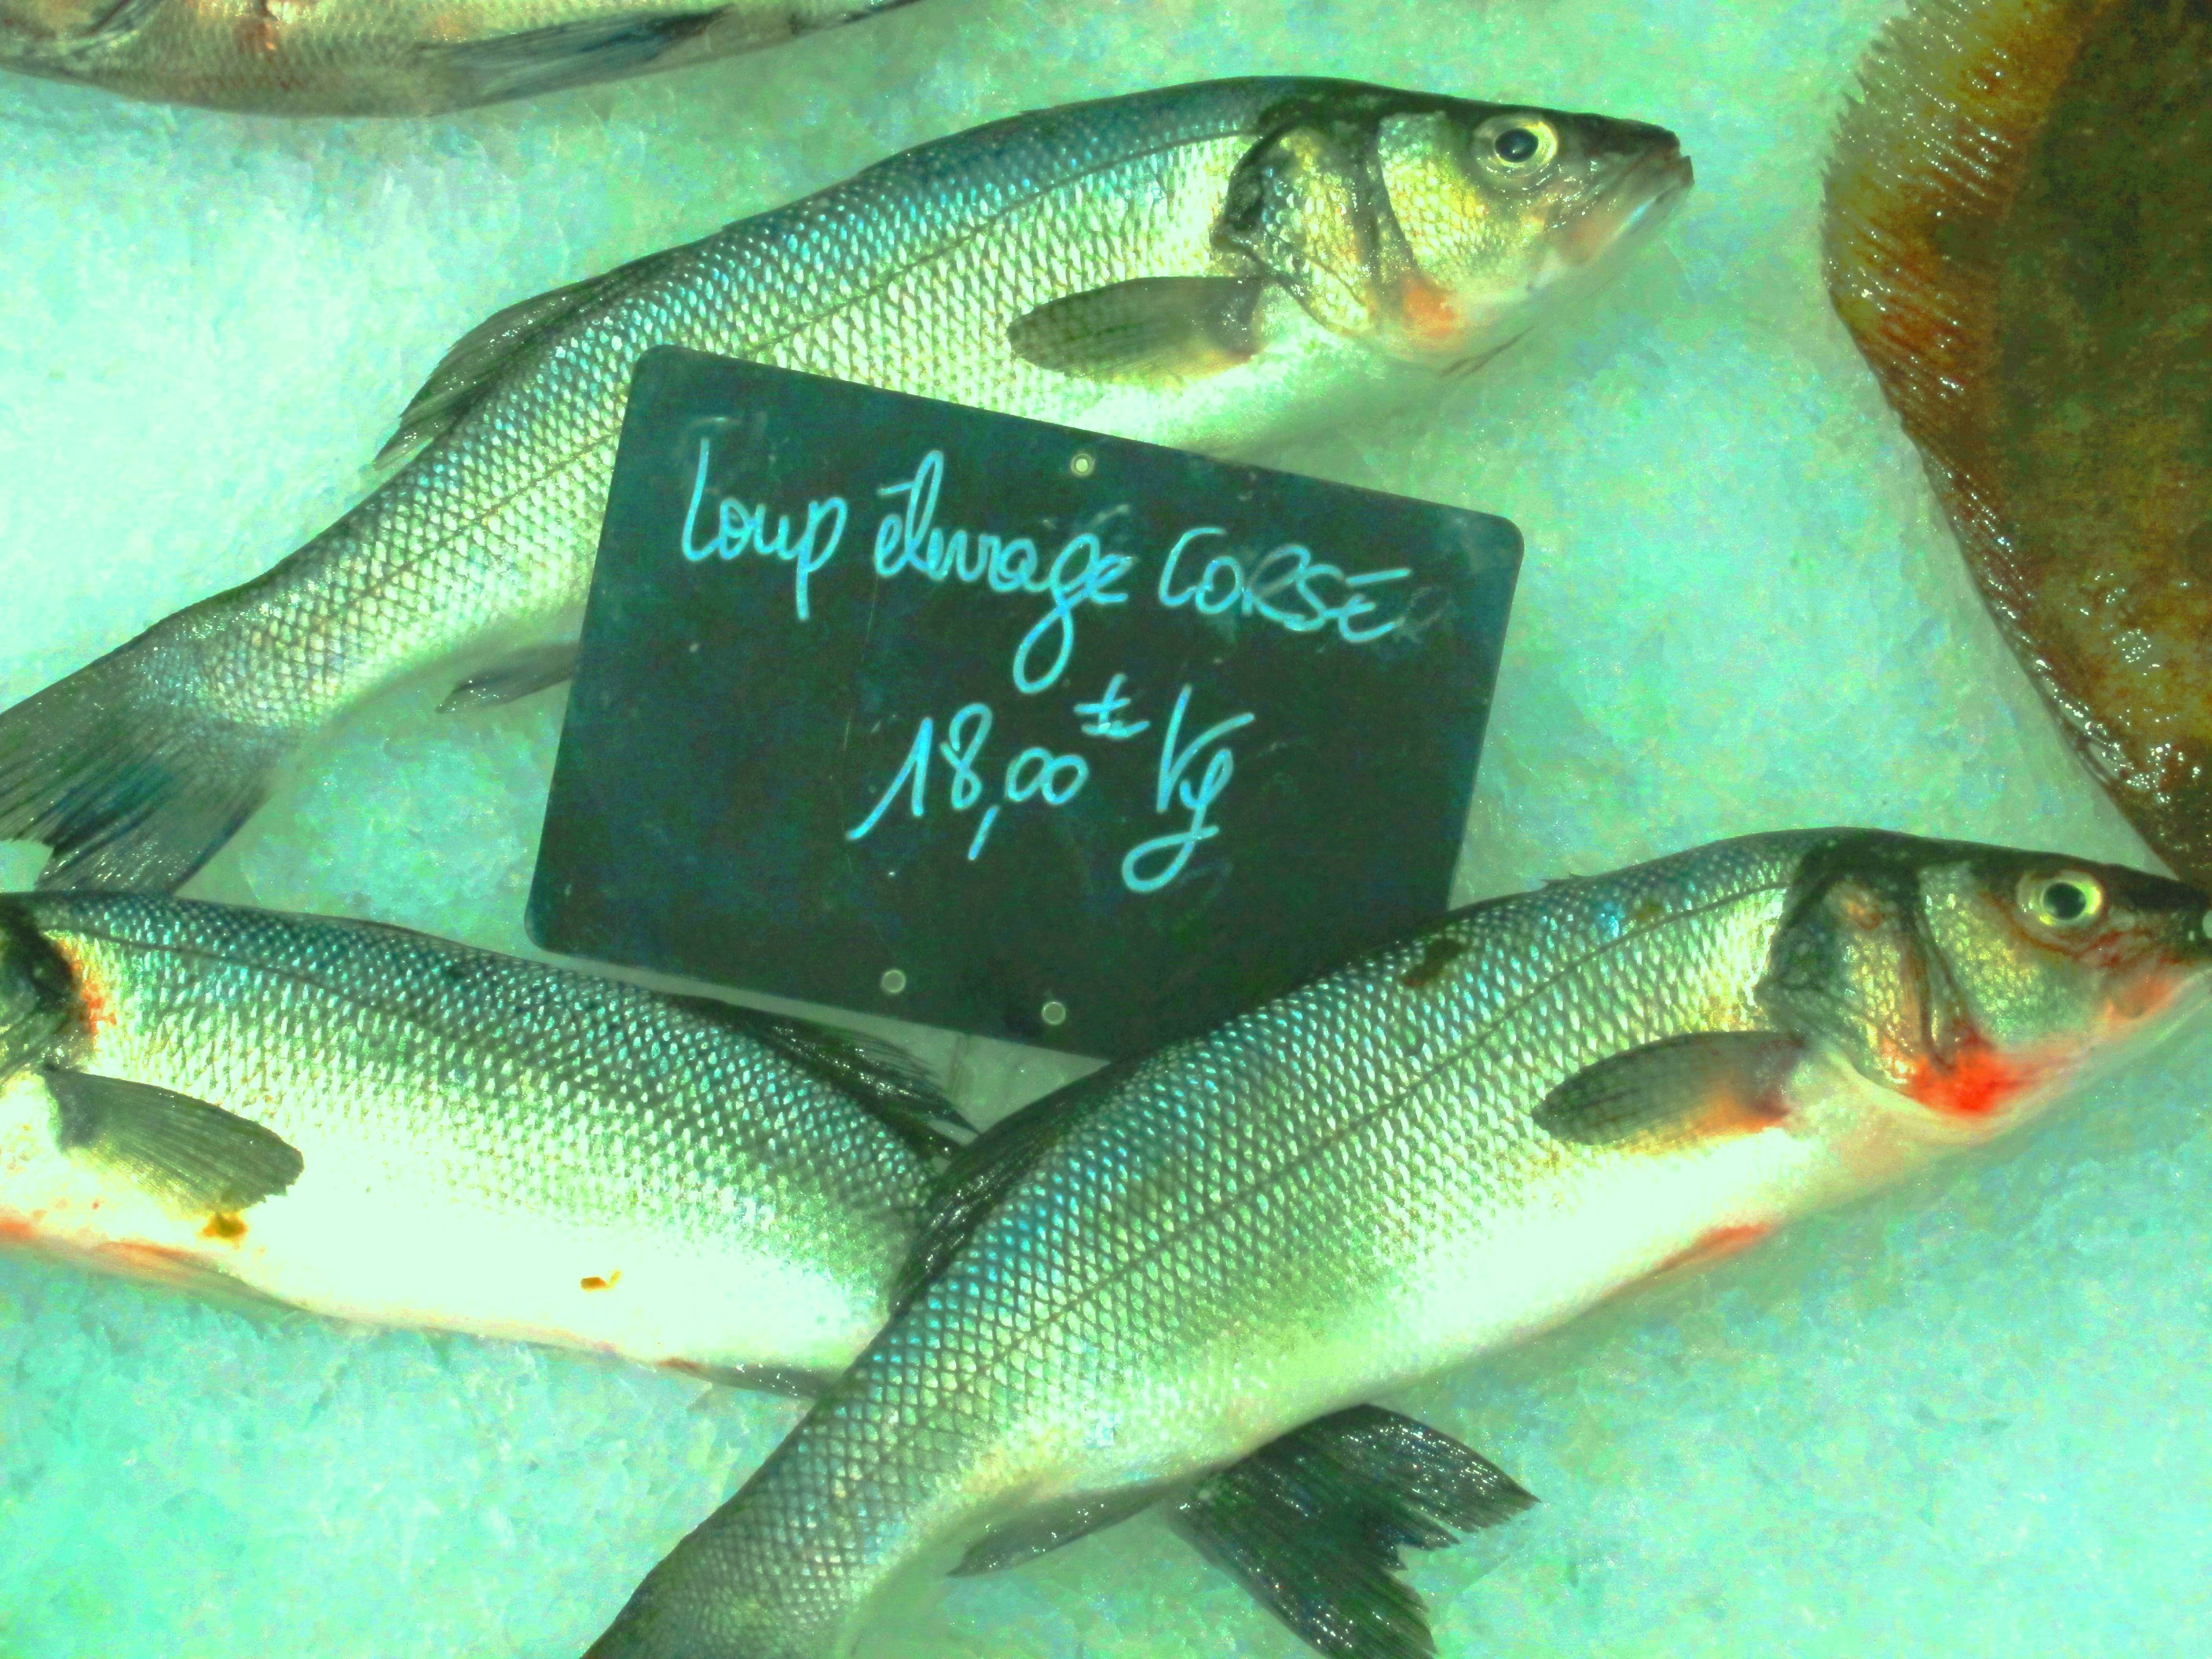 Loup élevage CORSE
18,00 € Kg